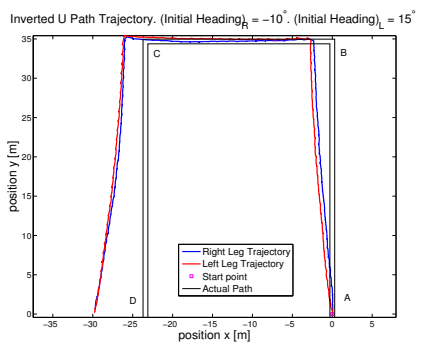 Inverted U Path Trajectory. (Initial Heading)R = −10°. (Initial Heading)L = 15°
35
30
25
20
15
10
5
0
position y [m]
C
B
D
A
Right Leg Trajectory
Left Leg Trajectory
Start point
Actual Path
−35 −30 −25 −20 −15 −10 −5 0 5
position x [m]